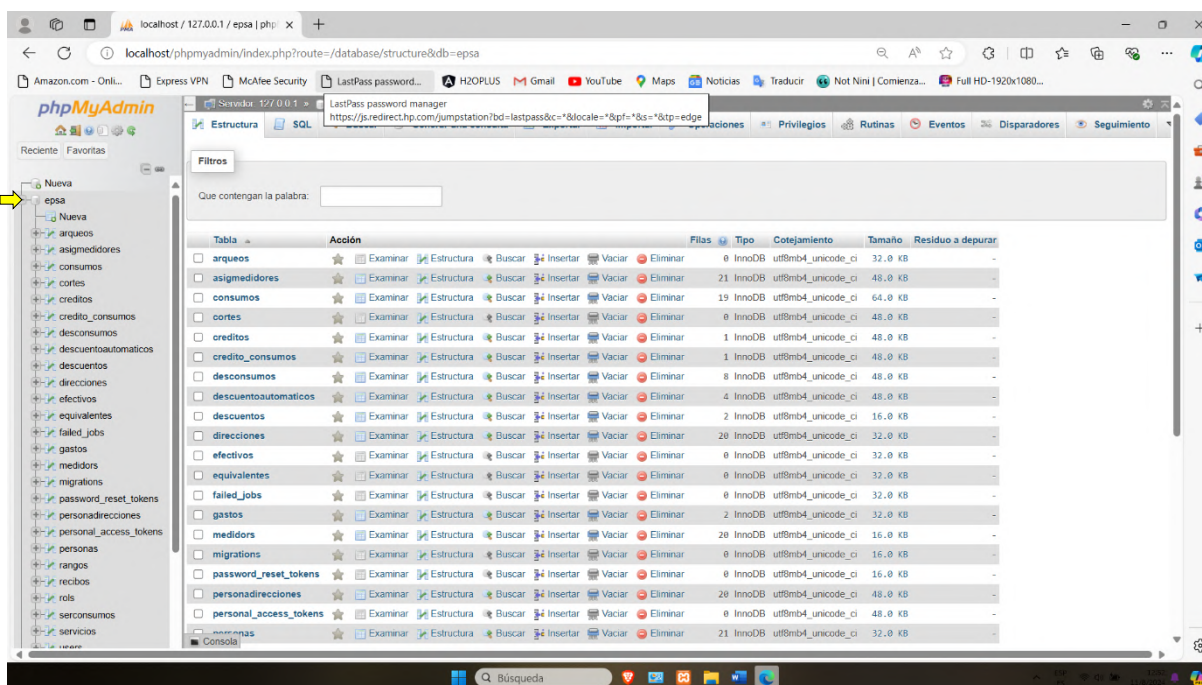 localhost / 127.0.0.1 / epsa | php
localhost/phpmyadmin/index.php?route=/database/structure&db=epsa
Amazon.com - Onli... Express VPN McAfee Security LastPass password... H2OPLUS Gmail YouTube Maps Noticias Traducir Not Nini | Comienza... Full HD-1920x1080...
LastPass password manager
https://js.redirect.hp.com/jumpstation?bd=lastpass&c=*&locale=*&pf=*&s=*&tp=edge
phpMyAdmin
Reciente Favoritas
Nueva
epsa
Nueva
arqueos
asigmedidores
consumos
cortes
creditos
credito_consumos
desconsumos
descuentoautomaticos
descuentos
direcciones
efectivos
equivalentes
failed_jobs
gastos
medidors
migrations
password_reset_tokens
personadirecciones
personal_access_tokens
personas
rangos
recibos
rols
serconsumos
servicios
users
Servidor: 127.0.0.1 »
Estructura SQL Privilegios Rutinas Eventos Disparadores Seguimiento
Filtros
Que contengan la palabra:
Tabla Acción Filas Tipo Cotejamiento Tamaño Residuo a depurar
arqueos Examinar Estructura Buscar Insertar Vaciar Eliminar 0 InnoDB utf8mb4_unicode_ci 32.0 KB -
asigmedidores Examinar Estructura Buscar Insertar Vaciar Eliminar 21 InnoDB utf8mb4_unicode_ci 48.0 KB -
consumos Examinar Estructura Buscar Insertar Vaciar Eliminar 19 InnoDB utf8mb4_unicode_ci 64.0 KB -
cortes Examinar Estructura Buscar Insertar Vaciar Eliminar 0 InnoDB utf8mb4_unicode_ci 48.0 KB -
creditos Examinar Estructura Buscar Insertar Vaciar Eliminar 1 InnoDB utf8mb4_unicode_ci 48.0 KB -
credito_consumos Examinar Estructura Buscar Insertar Vaciar Eliminar 1 InnoDB utf8mb4_unicode_ci 48.0 KB -
desconsumos Examinar Estructura Buscar Insertar Vaciar Eliminar 8 InnoDB utf8mb4_unicode_ci 48.0 KB -
descuentoautomaticos Examinar Estructura Buscar Insertar Vaciar Eliminar 4 InnoDB utf8mb4_unicode_ci 48.0 KB -
descuentos Examinar Estructura Buscar Insertar Vaciar Eliminar 2 InnoDB utf8mb4_unicode_ci 16.0 KB -
direcciones Examinar Estructura Buscar Insertar Vaciar Eliminar 20 InnoDB utf8mb4_unicode_ci 32.0 KB -
efectivos Examinar Estructura Buscar Insertar Vaciar Eliminar 0 InnoDB utf8mb4_unicode_ci 32.0 KB -
equivalentes Examinar Estructura Buscar Insertar Vaciar Eliminar 0 InnoDB utf8mb4_unicode_ci 32.0 KB -
failed_jobs Examinar Estructura Buscar Insertar Vaciar Eliminar 0 InnoDB utf8mb4_unicode_ci 32.0 KB -
gastos Examinar Estructura Buscar Insertar Vaciar Eliminar 2 InnoDB utf8mb4_unicode_ci 32.0 KB -
medidors Examinar Estructura Buscar Insertar Vaciar Eliminar 20 InnoDB utf8mb4_unicode_ci 16.0 KB -
migrations Examinar Estructura Buscar Insertar Vaciar Eliminar 0 InnoDB utf8mb4_unicode_ci 16.0 KB -
password_reset_tokens Examinar Estructura Buscar Insertar Vaciar Eliminar 0 InnoDB utf8mb4_unicode_ci 16.0 KB -
personadirecciones Examinar Estructura Buscar Insertar Vaciar Eliminar 20 InnoDB utf8mb4_unicode_ci 48.0 KB -
personal_access_tokens Examinar Estructura Buscar Insertar Vaciar Eliminar 0 InnoDB utf8mb4_unicode_ci 48.0 KB -
personas Examinar Estructura Buscar Insertar Vaciar Eliminar 21 InnoDB utf8mb4_unicode_ci 32.0 KB -
Consola
Búsqueda